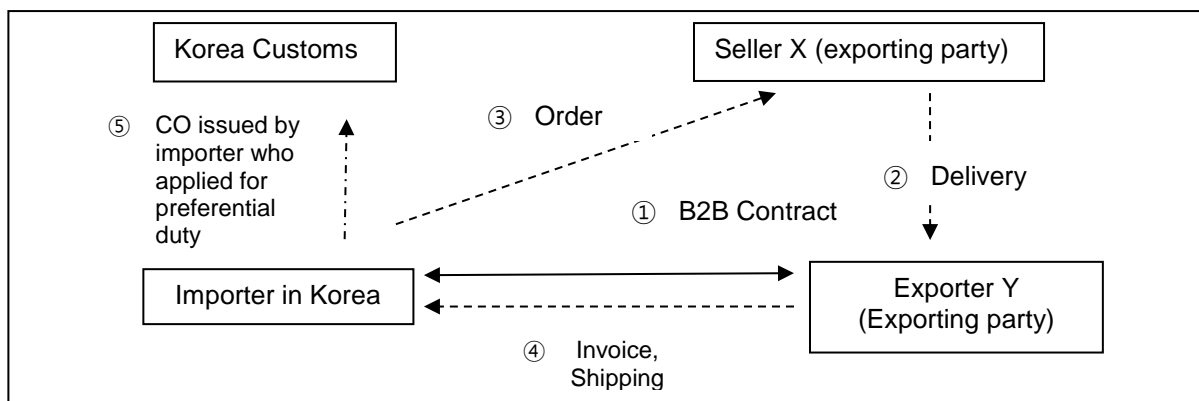 Korea Customs
Seller X (exporting party)
⑤ CO issued by
importer who
applied for
preferential
duty
③ Order
② Delivery
① B2B Contract
Importer in Korea
Exporter Y
(Exporting party)
④ Invoice,
Shipping